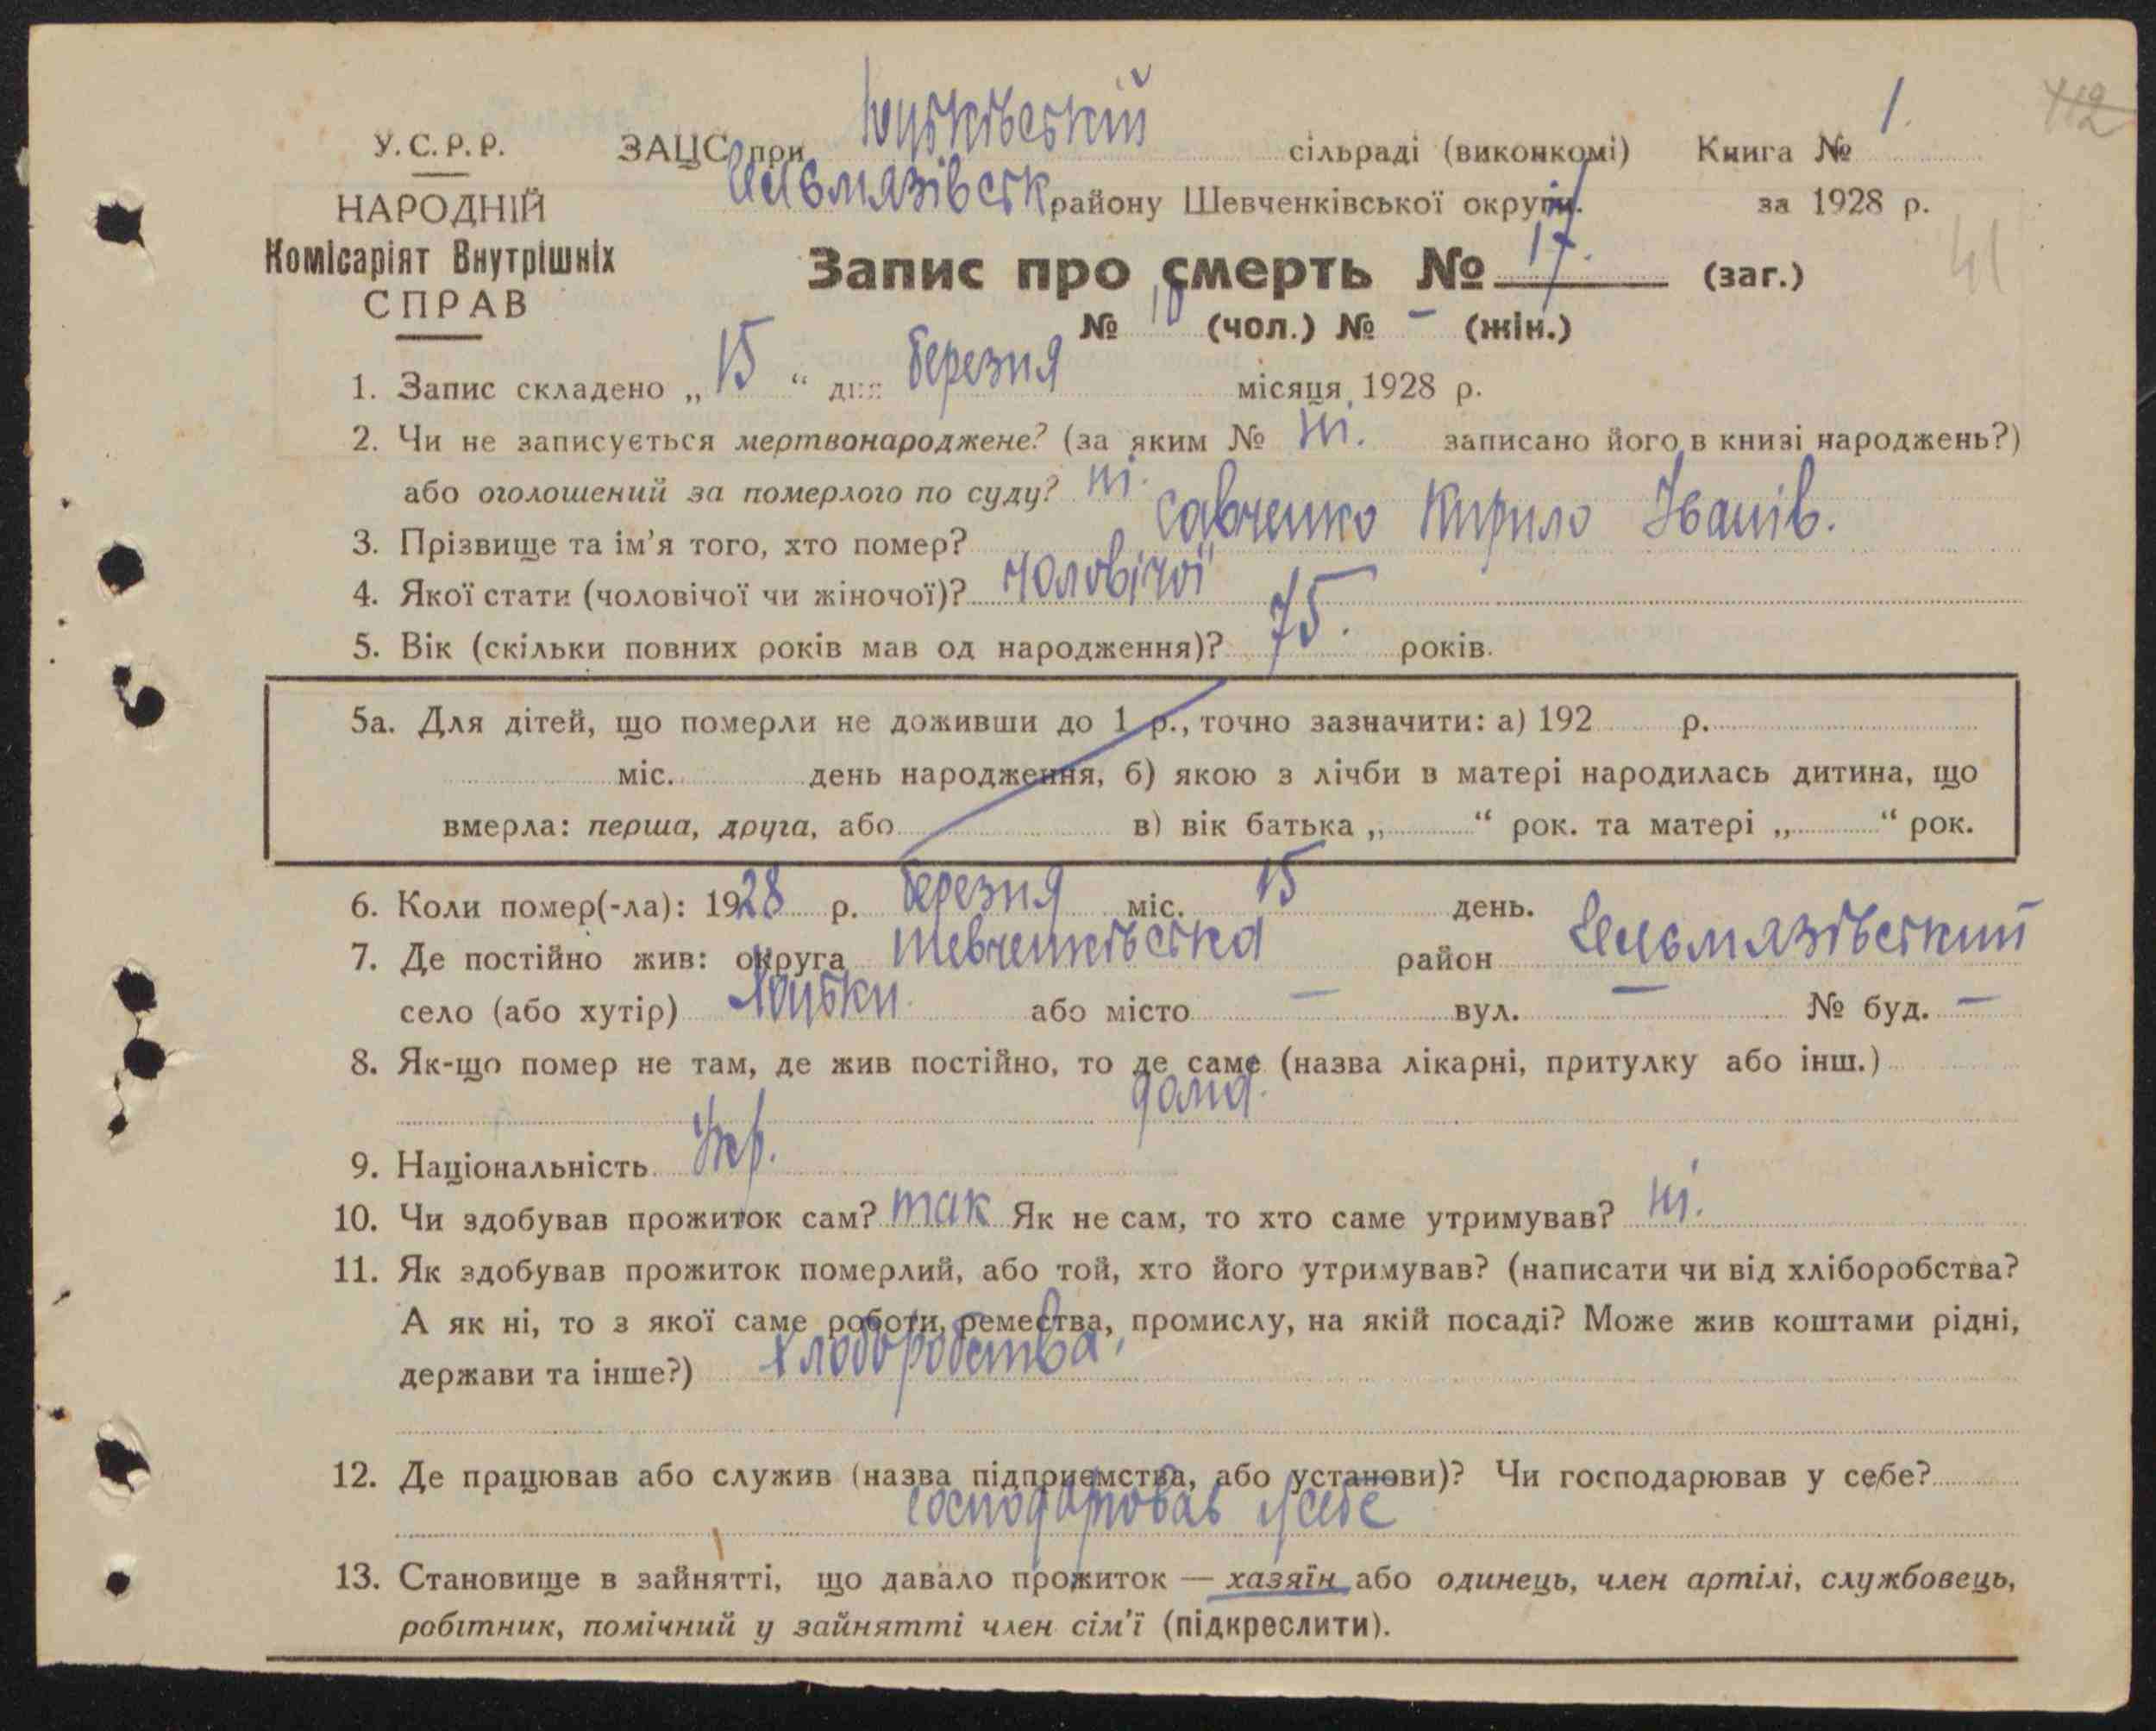 У.С.Р.Р. ЗАЦС при сільраді (виконкомі) Книга № 1.
НАРОДНІЙ району Шевченківської округи. за 1928 р.
Комісаріят Внутрішніх
СПРАВ
Запис про смерть № 17. (заг.)
№ 10 (чол.) № – (жін.)
1. Запис складено „15“ дня березня місяця 1928 р.
2. Чи не записується мертвонароджене? (за яким № ні. записано його в книзі народжень?)
або оголошений за померлого по суду? ні.
3. Прізвище та ім’я того, хто помер? Савченко Кирило Іванів.
4. Якої стати (чоловічої чи жіночої)? чоловічої
5. Вік (скільки повних років мав од народження)? 75. років.
5а. Для дітей, що померли не доживши до 1 р., точно зазначити: а) 192 р.
міс. день народження, б) якою з лічби в матері народилась дитина, що
вмерла: перша, друга, або в) вік батька „ “ рок. та матері „ “ рок.
6. Коли помер(-ла): 1928 р. березня міс. 15 день.
7. Де постійно жив: округа Шевченківська район Гельмязівський
село (або хутір) або місто – вул. – № буд. –
8. Як-що помер не там, де жив постійно, то де саме (назва лікарні, притулку або інш.)
дома.
9. Національність Укр.
10. Чи здобував прожиток сам? так Як не сам, то хто саме утримував? ні.
11. Як здобував прожиток померлий, або той, хто його утримував? (написати чи від хліборобства?
А як ні, то з якої саме роботи, ремества, промислу, на якій посаді? Може жив коштами рідні,
держави та інше?) хлоборобства.
12. Де працював або служив (назва підприємства, або установи)? Чи господарював у себе?
господаровав у себе
13. Становище в зайнятті, що давало прожиток — хазяїн або одинець, член артілі, службовець,
робітник, помічний у зайнятті член сім’ї (підкреслити).